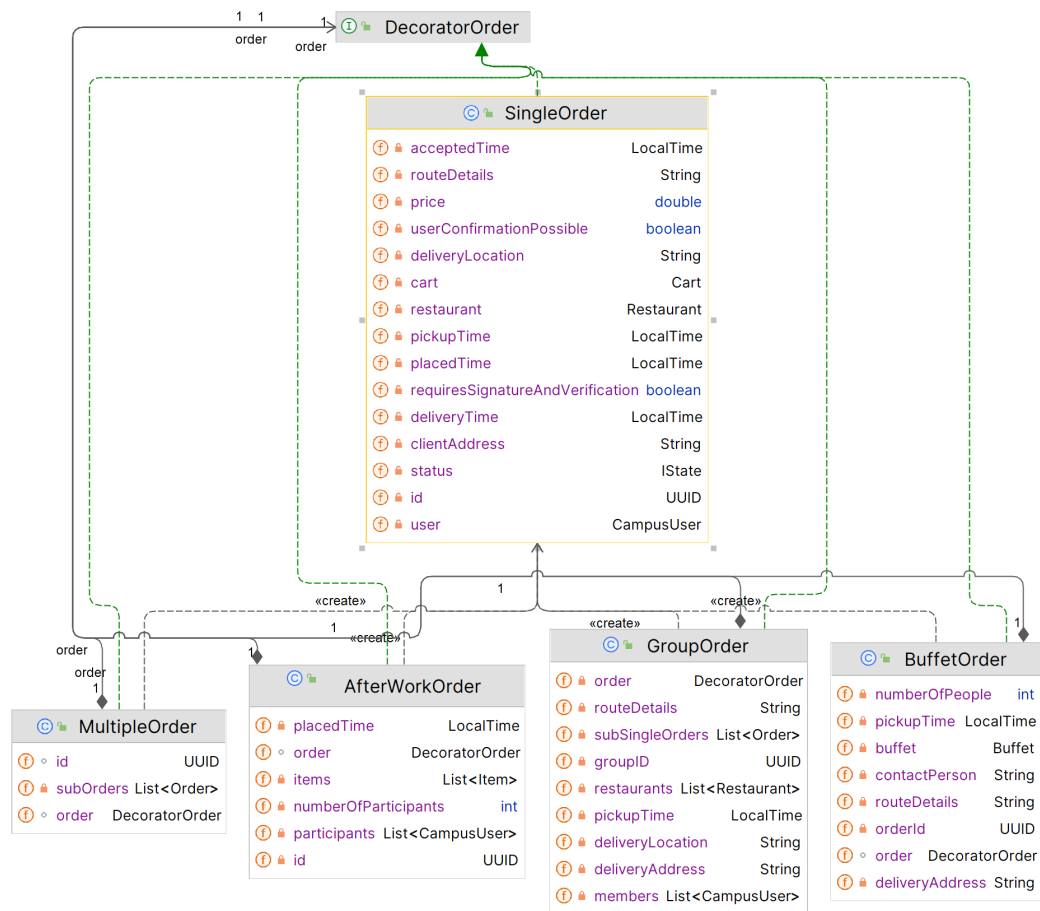 1 1 1
order
order
DecoratorOrder
SingleOrder
acceptedTime LocalTime
routeDetails String
price double
userConfirmationPossible boolean
deliveryLocation String
cart Cart
restaurant Restaurant
pickupTime LocalTime
placedTime LocalTime
requiresSignatureAndVerification boolean
deliveryTime LocalTime
clientAddress String
status IState
id UUID
user CampusUser
1
«create»
«create»
1
«create»
«create»
1
order
1
order
1
MultipleOrder
id UUID
subOrders List<Order>
order DecoratorOrder
AfterWorkOrder
placedTime LocalTime
order DecoratorOrder
items List<Item>
numberOfParticipants int
participants List<CampusUser>
id UUID
GroupOrder
order DecoratorOrder
routeDetails String
subSingleOrders List<Order>
groupID UUID
restaurants List<Restaurant>
pickupTime LocalTime
deliveryLocation String
deliveryAddress String
members List<CampusUser>
BuffetOrder
numberOfPeople int
pickupTime LocalTime
buffet Buffet
contactPerson String
routeDetails String
orderId UUID
order DecoratorOrder
deliveryAddress String